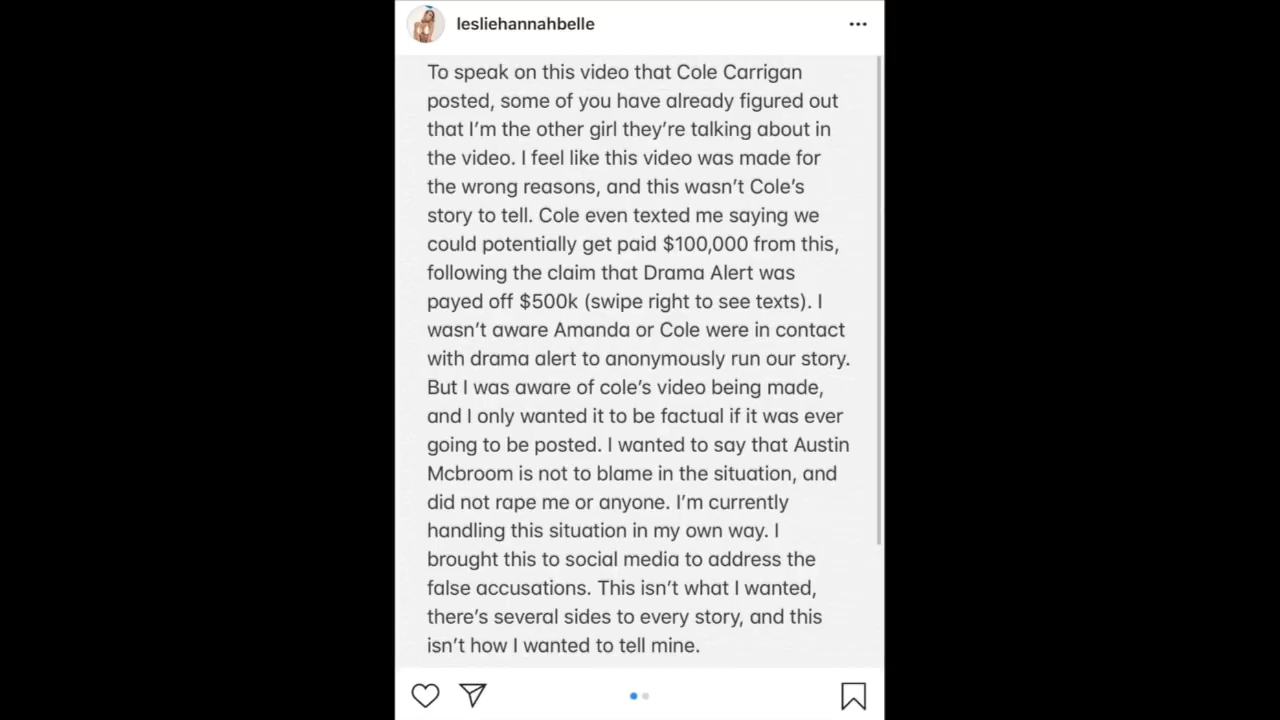 lesliehannahbelle
To speak on this video that Cole Carrigan
posted, some of you have already figured out
that I'm the other girl they're talking about in
the video. I feel like this video was made for
the wrong reasons, and this wasn't Cole's
story to tell. Cole even texted me saying we
could potentially get paid $100,000 from this,
following the claim that Drama Alert was
payed off $500k (swipe right to see texts). I
wasn't aware Amanda or Cole were in contact
with drama alert to anonymously run our story.
But I was aware of cole's video being made,
and I only wanted it to be factual if it was ever
going to be posted. I wanted to say that Austin
Mcbroom is not to blame in the situation, and
did not rape me or anyone. I'm currently
handling this situation in my own way. I
brought this to social media to address the
false accusations. This isn't what I wanted,
there's several sides to every story, and this
isn't how I wanted to tell mine.